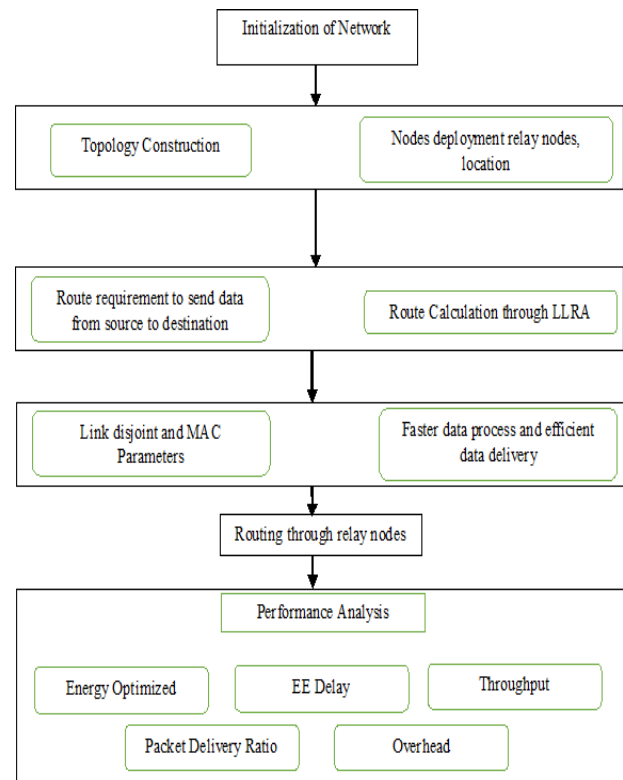 Initialization of Network
Topology Construction
Nodes deployment relay nodes,
location
Route requirement to send data
from source to destination
Route Calculation through LLRA
Link disjoint and MAC
Parameters
Faster data process and efficient
data delivery
Routing through relay nodes
Performance Analysis
Energy Optimized
EE Delay
Throughput
Packet Delivery Ratio
Overhead